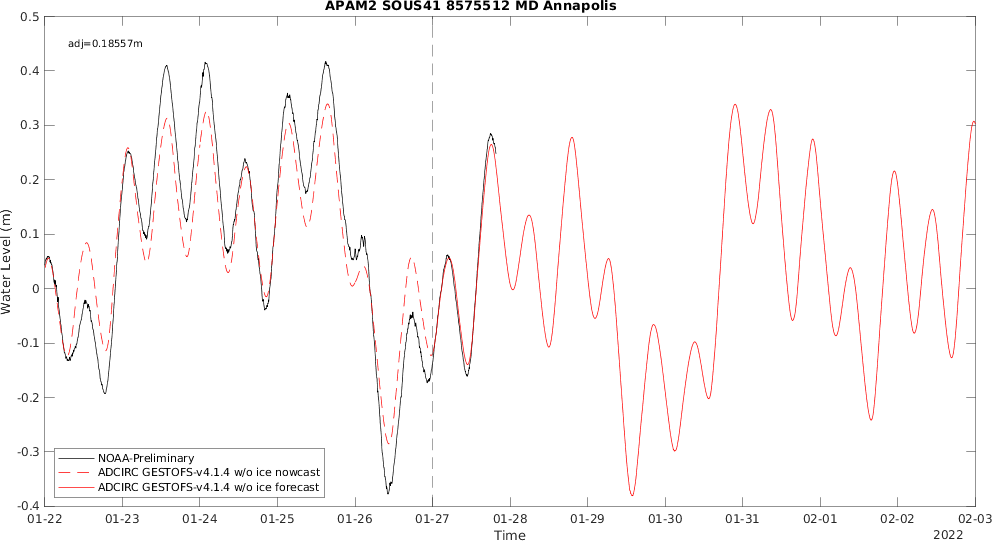 APAM2 SOUS41 8575512 MD Annapolis
adj=0.18557m
Water Level (m)
0.5
0.4
0.3
0.2
0.1
0
-0.1
-0.2
-0.3
-0.4
NOAA-Preliminary
ADCIRC GESTOFS-v4.1.4 w/o ice nowcast
ADCIRC GESTOFS-v4.1.4 w/o ice forecast
01-22 01-23 01-24 01-25 01-26 01-27 01-28 01-29 01-30 01-31 02-01 02-02 02-03
Time
2022